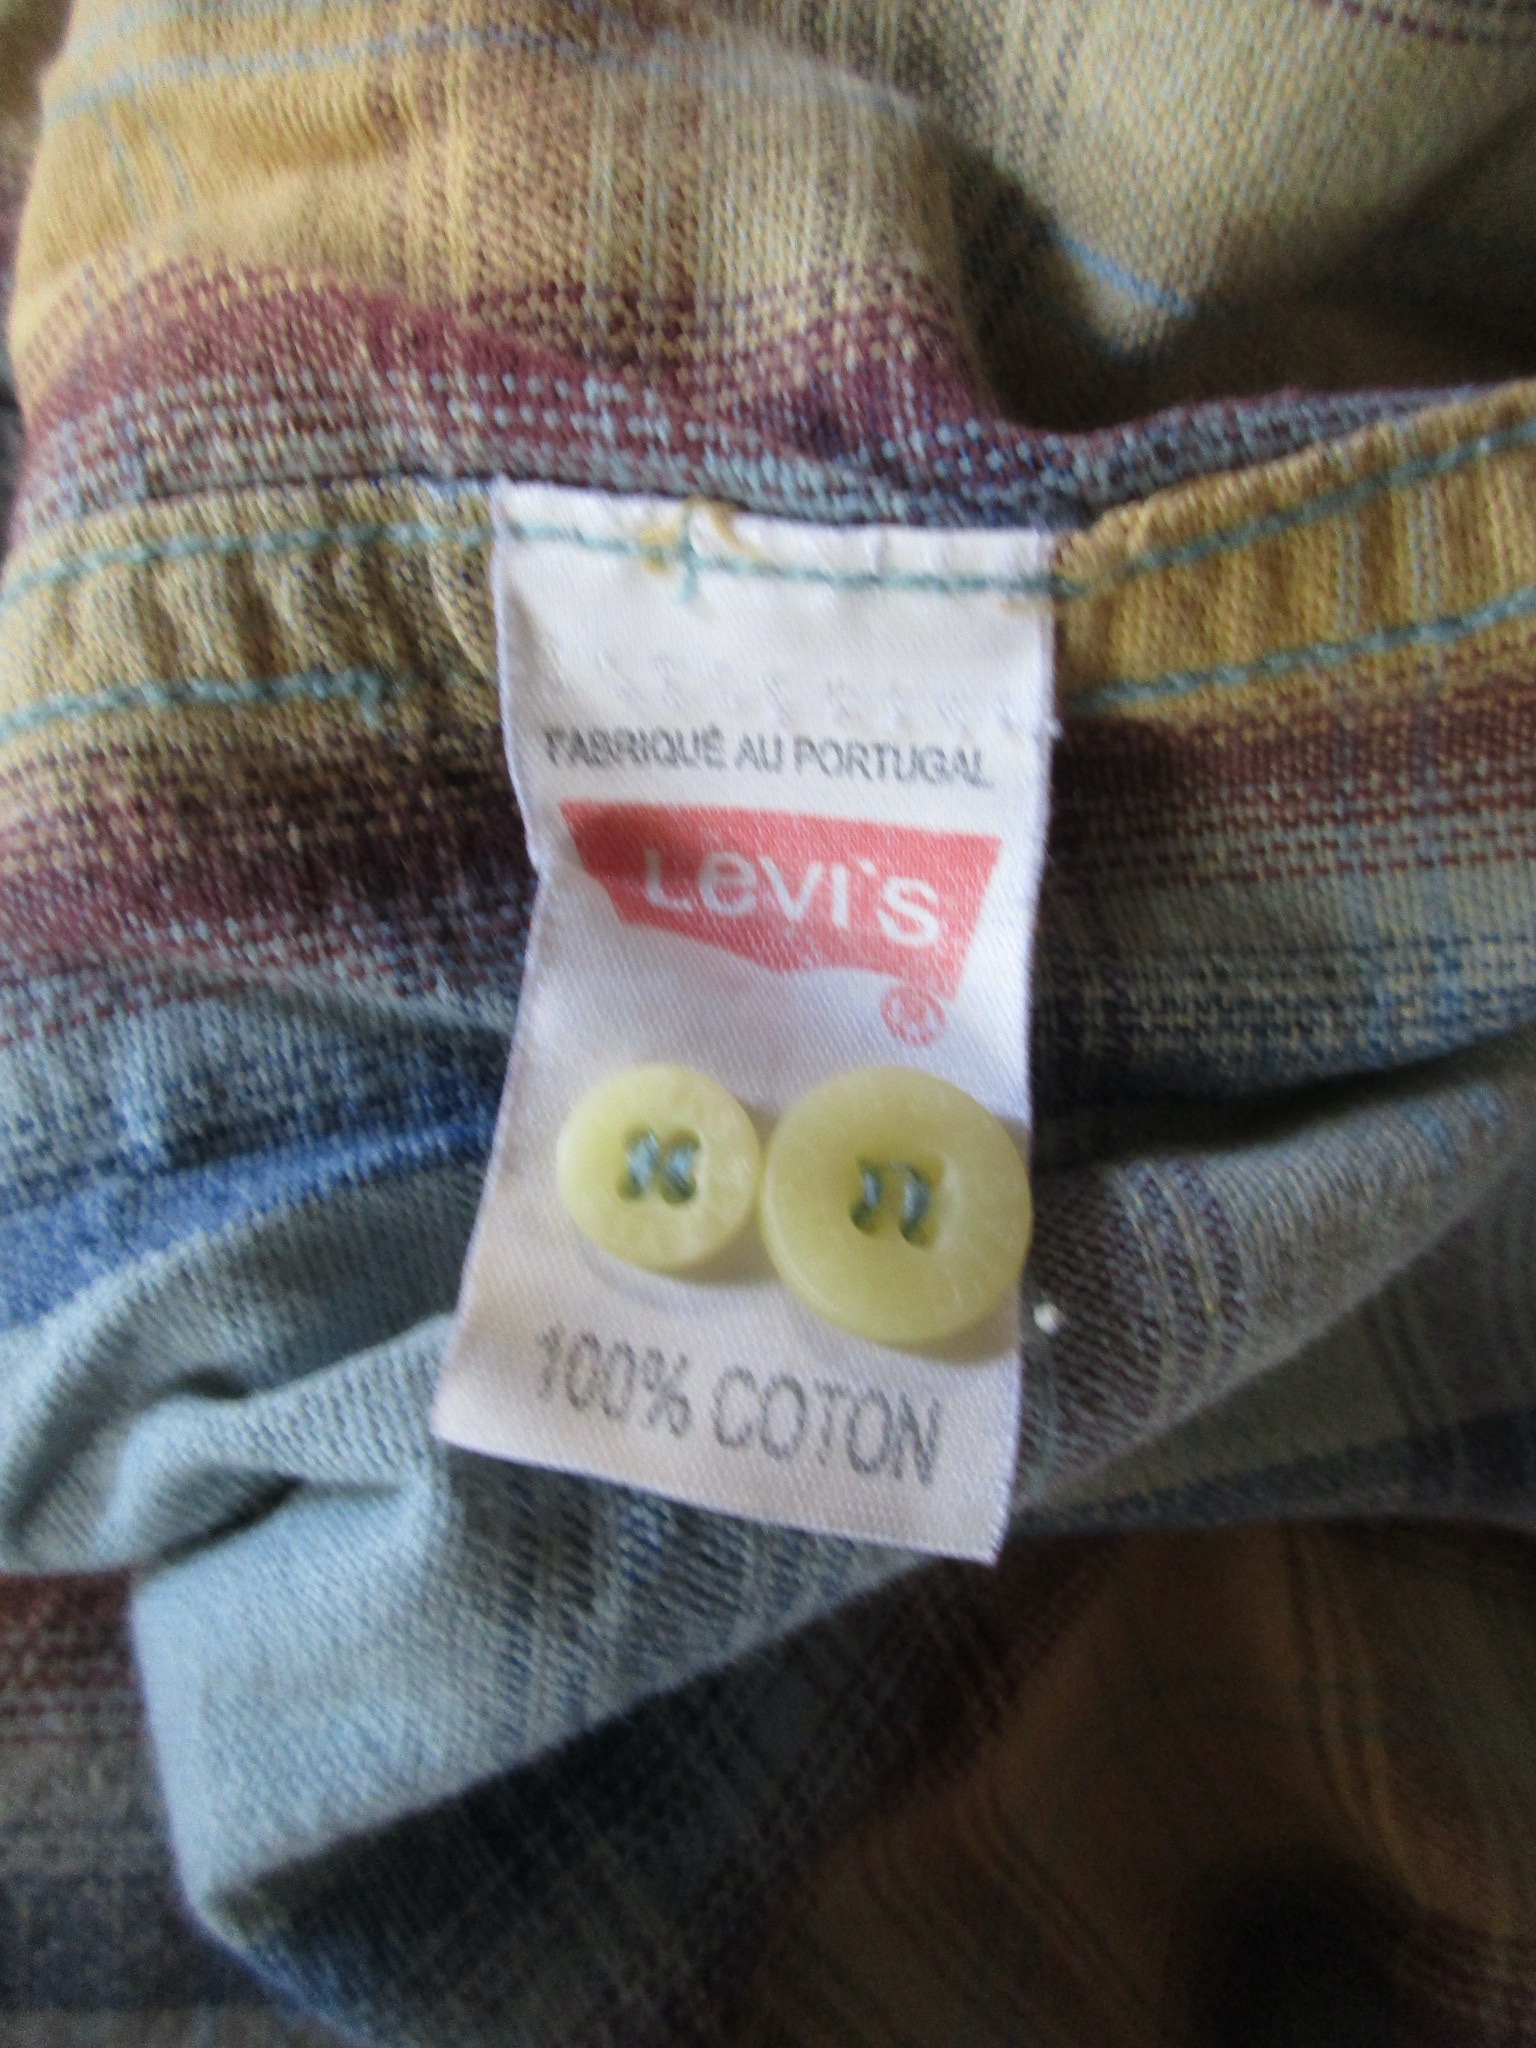 FABRIQUÉ AU PORTUGAL
Levi's
®
100% COTON